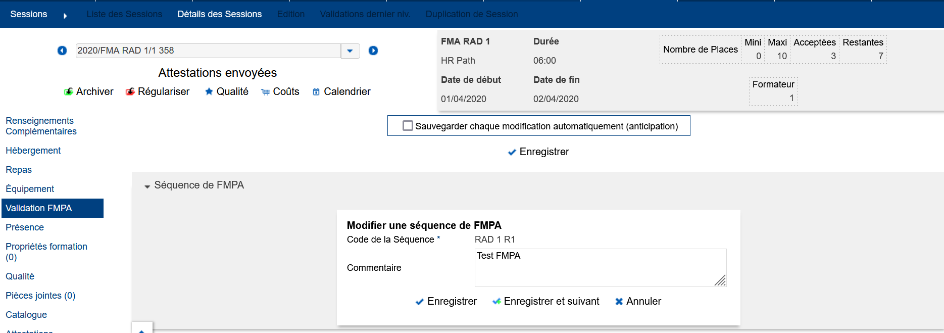 Sessions Liste des Sessions Détails des Sessions Edition Validations dernier niv. Duplication de Session
2020/FMA RAD 1/1 358
Attestations envoyées
Archiver Régulariser Qualité Coûts Calendrier
FMA RAD 1 Durée
HR Path 06:00
Date de début Date de fin
01/04/2020 02/04/2020
Nombre de Places Mini Maxi Acceptées Restantes
0 10 3 7
Formateur
1
Sauvegarder chaque modification automatiquement (anticipation)
Enregistrer
Renseignements
Complémentaires
Hébergement
Repas
Équipement
Validation FMPA
Présence
Propriétés formation
(0)
Qualité
Pièces jointes (0)
Catalogue
Attestations
Séquence de FMPA
Modifier une séquence de FMPA
Code de la Séquence * RAD 1 R1
Commentaire Test FMPA
Enregistrer Enregistrer et suivant Annuler